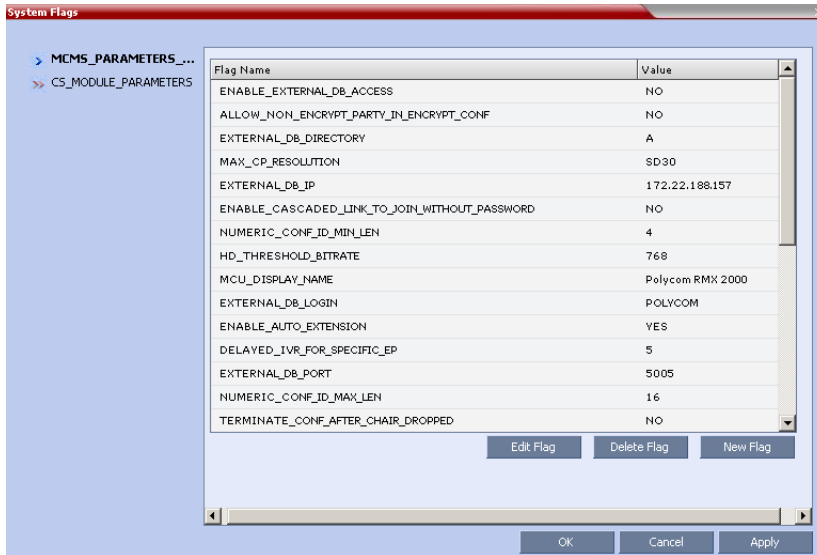 System Flags
MCMS_PARAMETERS_...
CS_MODULE_PARAMETERS
Flag Name Value
ENABLE_EXTERNAL_DB_ACCESS NO
ALLOW_NON_ENCRYPT_PARTY_IN_ENCRYPT_CONF NO
EXTERNAL_DB_DIRECTORY A
MAX_CP_RESOLUTION SD30
EXTERNAL_DB_IP 172.22.188.157
ENABLE_CASCADED_LINK_TO_JOIN_WITHOUT_PASSWORD NO
NUMERIC_CONF_ID_MIN_LEN 4
HD_THRESHOLD_BITRATE 768
MCU_DISPLAY_NAME Polycom RMX 2000
EXTERNAL_DB_LOGIN POLYCOM
ENABLE_AUTO_EXTENSION YES
DELAYED_IVR_FOR_SPECIFIC_EP 5
EXTERNAL_DB_PORT 5005
NUMERIC_CONF_ID_MAX_LEN 16
TERMINATE_CONF_AFTER_CHAIR_DROPPED NO
Edit Flag Delete Flag New Flag
OK Cancel Apply